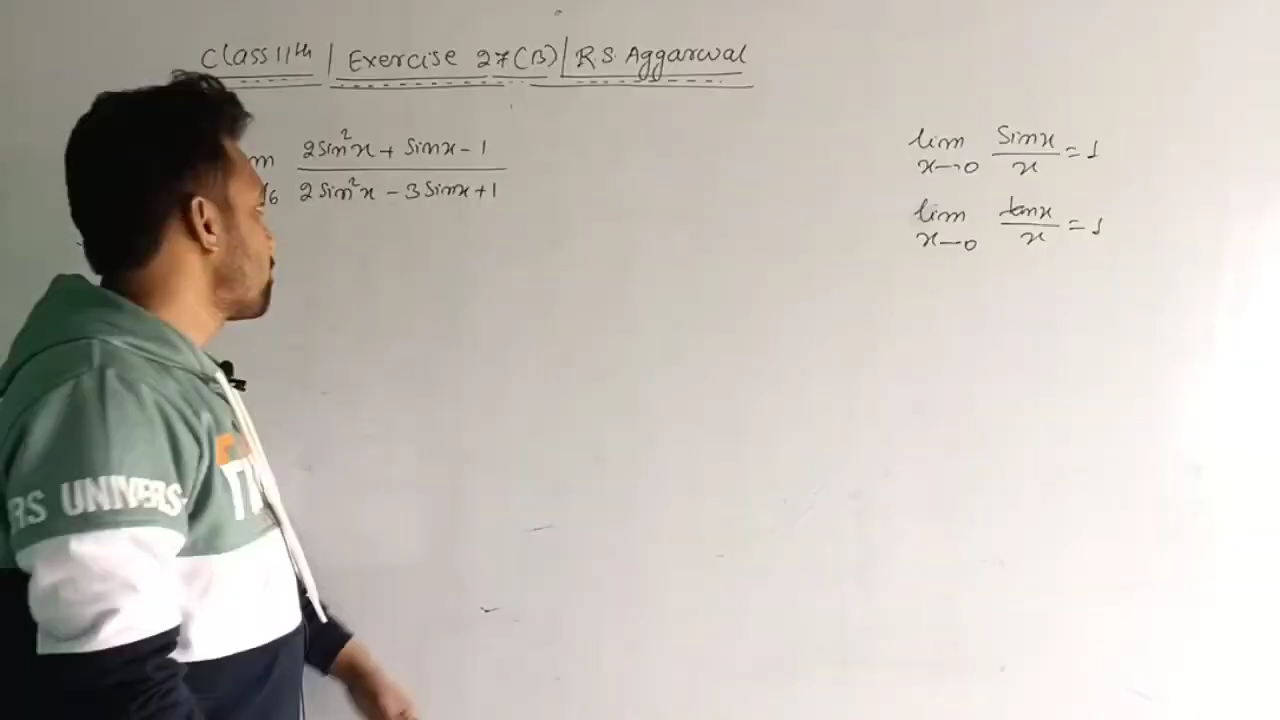 Class 11th | Exercise 27(B) | R.S. Aggarwal
2Sin²x + Sinx - 1
2Sin²x - 3Sinx + 1
lim x→0 Sinx/x = 1
lim x→0 tanx/x = 1
RS UNIVERS